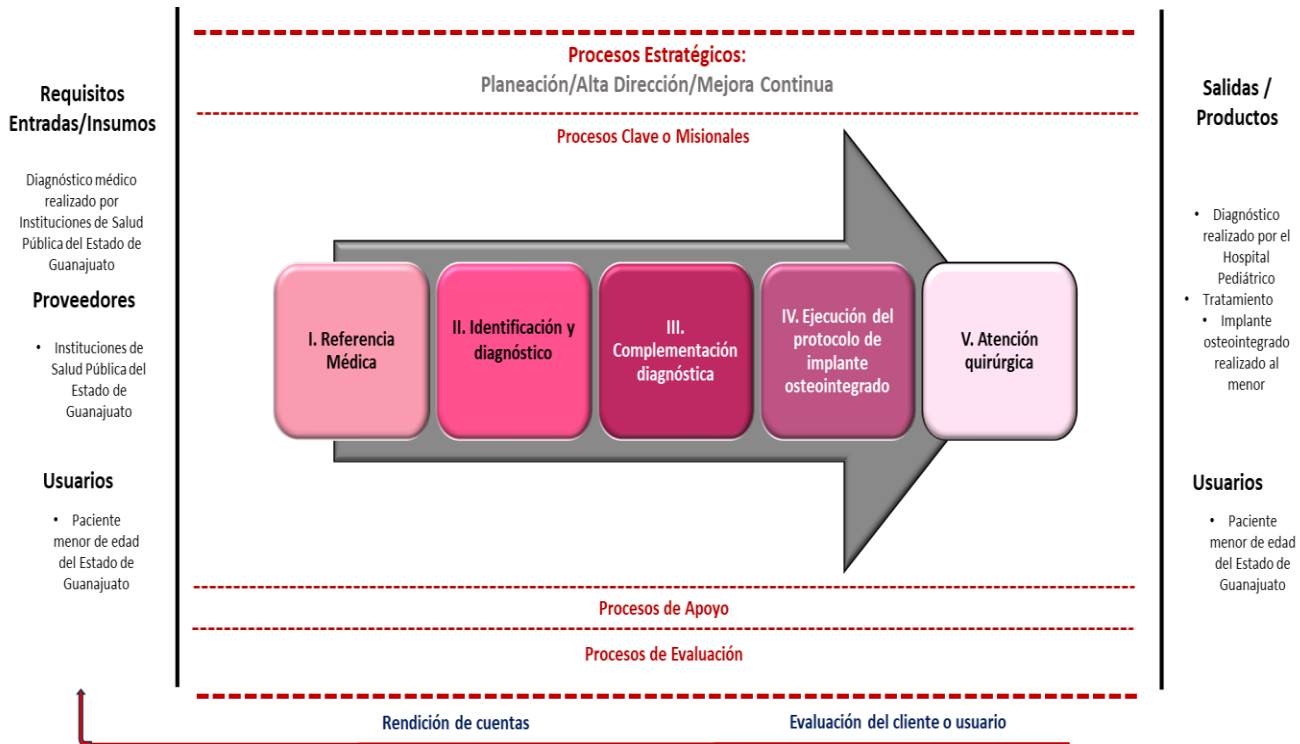 Requisitos
Entradas/Insumos
Diagnóstico médico
realizado por
Instituciones de Salud
Pública del Estado de
Guanajuato
Proveedores
• Instituciones de
Salud Pública del
Estado de
Guanajuato
Usuarios
• Paciente
menor de edad
del Estado de
Guanajuato
Procesos Estratégicos:
Planeación/Alta Dirección/Mejora Continua
Procesos Clave o Misionales
I. Referencia
Médica
II. Identificación y
diagnóstico
III.
Complementación
diagnóstica
IV. Ejecución del
protocolo de
implante
osteointegrado
V. Atención
quirúrgica
Procesos de Apoyo
Procesos de Evaluación
Rendición de cuentas
Evaluación del cliente o usuario
Salidas /
Productos
• Diagnóstico
realizado por el
Hospital
Pediátrico
• Tratamiento
• Implante
osteointegrado
realizado al
menor
Usuarios
• Paciente
menor de edad
del Estado de
Guanajuato